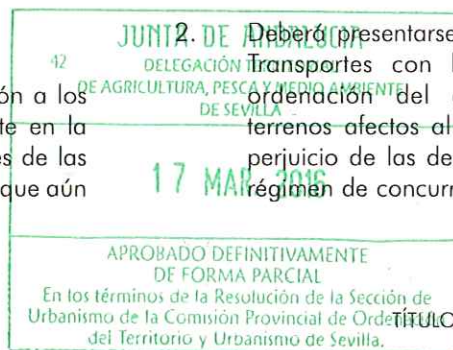 JUNTA DE ANDALUCIA
42
DELEGACIÓN
DE AGRICULTURA, PESCA Y MEDIO AMBIENTE
DE SEVILLA
17 MAR 2016
APROBADO DEFINITIVAMENTE
DE FORMA PARCIAL
En los términos de la Resolución de la Sección de
Urbanismo de la Comisión Provincial de
del Territorio y Urbanismo de Sevilla.
ón a los
te en la
es de las
que aún
2. Deberá presentarse
Transportes con
ordenación del
terrenos afectos al
perjuicio de las de
régimen de concurr
TÍTULO